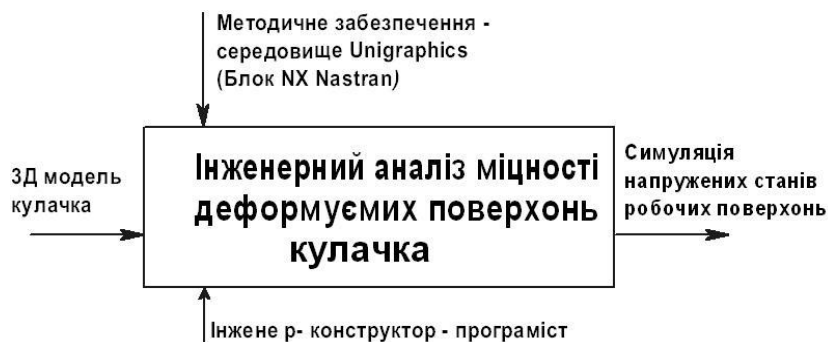 Методичне забезпечення -
середовище Unigraphics
(Блок NX Nastran)
3Д модель
кулачка
Інженерний аналіз міцності
деформуємих поверхонь
кулачка
Симуляція
напружених станів
робочих поверхонь
Інжене р- конструктор - програміст